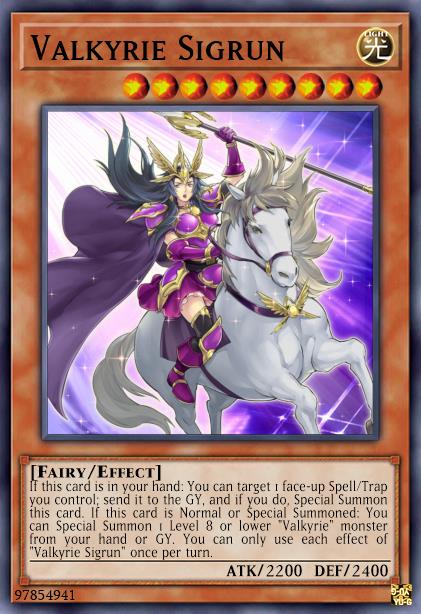 Valkyrie Sigrun
LIGHT
光
[Fairy/Effect]
If this card is in your hand: You can target 1 face-up Spell/Trap
you control; send it to the GY, and if you do, Special Summon
this card. If this card is Normal or Special Summoned: You
can Special Summon 1 Level 8 or lower "Valkyrie" monster
from your hand or GY. You can only use each effect of
"Valkyrie Sigrun" once per turn.
ATK/2200 DEF/2400
97854941